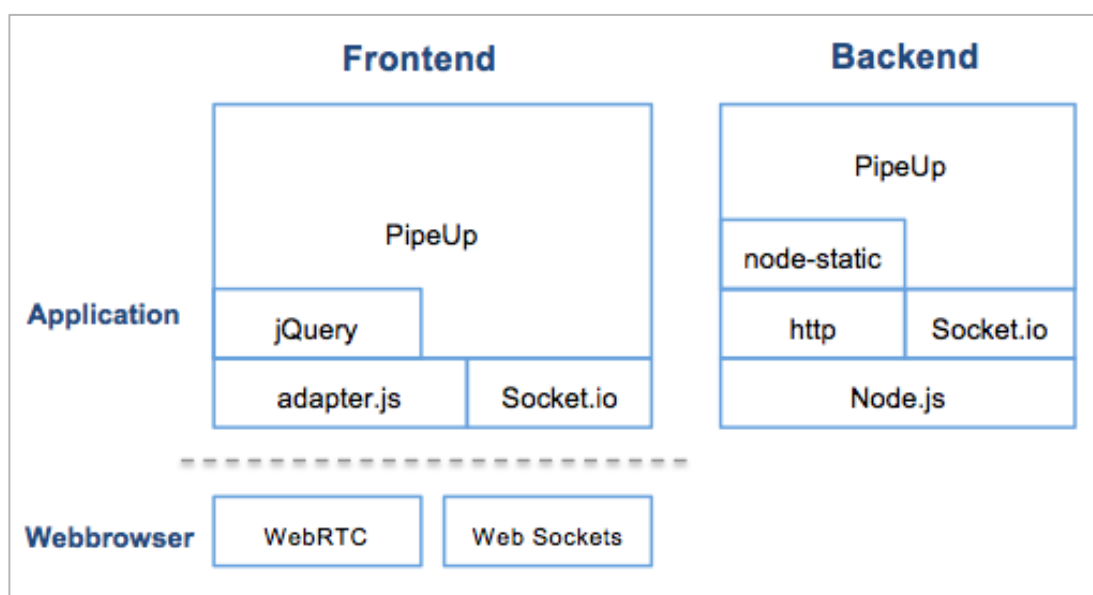 Frontend
Backend
PipeUp
PipeUp
node-static
Application
jQuery
http
Socket.io
adapter.js
Socket.io
Node.js
Webbrowser
WebRTC
Web Sockets